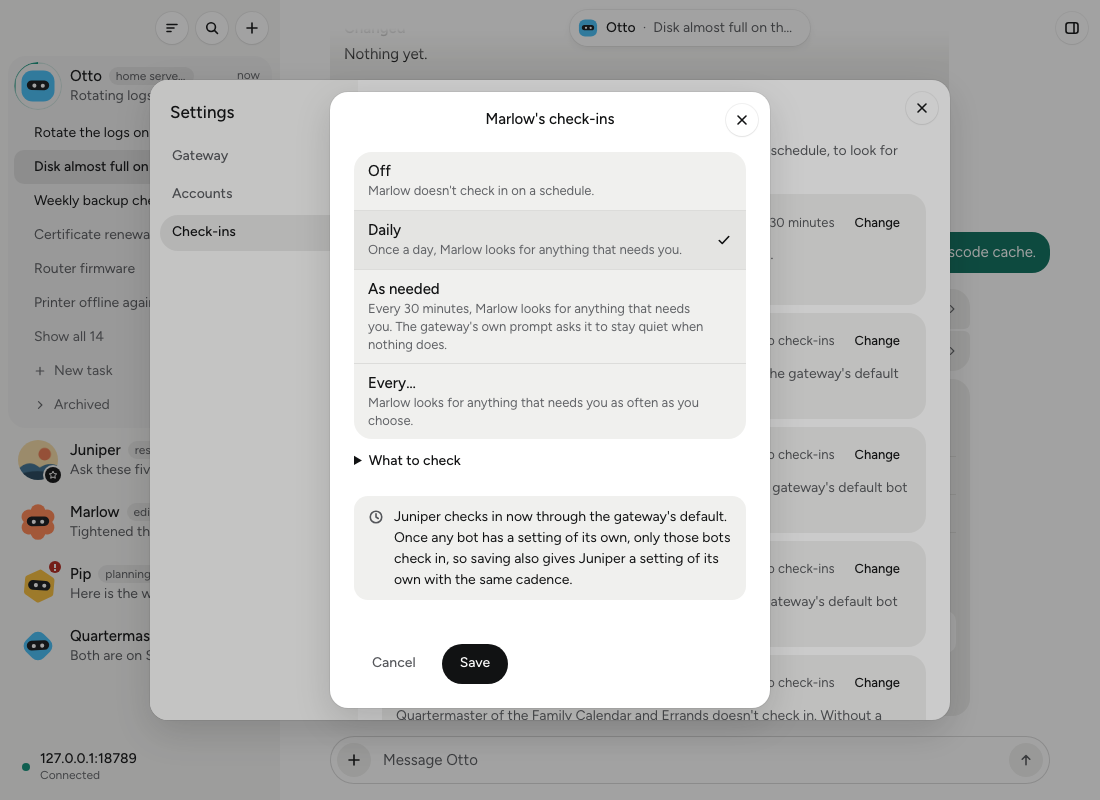 Otto · Disk almost full on th...
Changed
Nothing yet.
Otto home serve... now
Rotating logs
Rotate the logs on
Disk almost full on
Weekly backup che
Certificate renewa
Router firmware
Printer offline again
Show all 14
New task
Archived
Juniper res
Ask these fiv
Marlow edi
Tightened th
Pip planning
Here is the w
Quartermas
Both are on S
127.0.0.1:18789
Connected
Settings
Gateway
Accounts
Check-ins
schedule, to look for
30 minutes Change
scode cache.
check-ins Change
he gateway's default
check-ins Change
gateway's default bot
check-ins Change
ateway's default bot
check-ins Change
Quartermaster of the Family Calendar and Errands doesn't check in. Without a
Marlow's check-ins
Off
Marlow doesn't check in on a schedule.
Daily
Once a day, Marlow looks for anything that needs you.
As needed
Every 30 minutes, Marlow looks for anything that needs
you. The gateway's own prompt asks it to stay quiet when
nothing does.
Every...
Marlow looks for anything that needs you as often as you
choose.
What to check
Juniper checks in now through the gateway's default.
Once any bot has a setting of its own, only those bots
check in, so saving also gives Juniper a setting of its
own with the same cadence.
Cancel Save
Message Otto